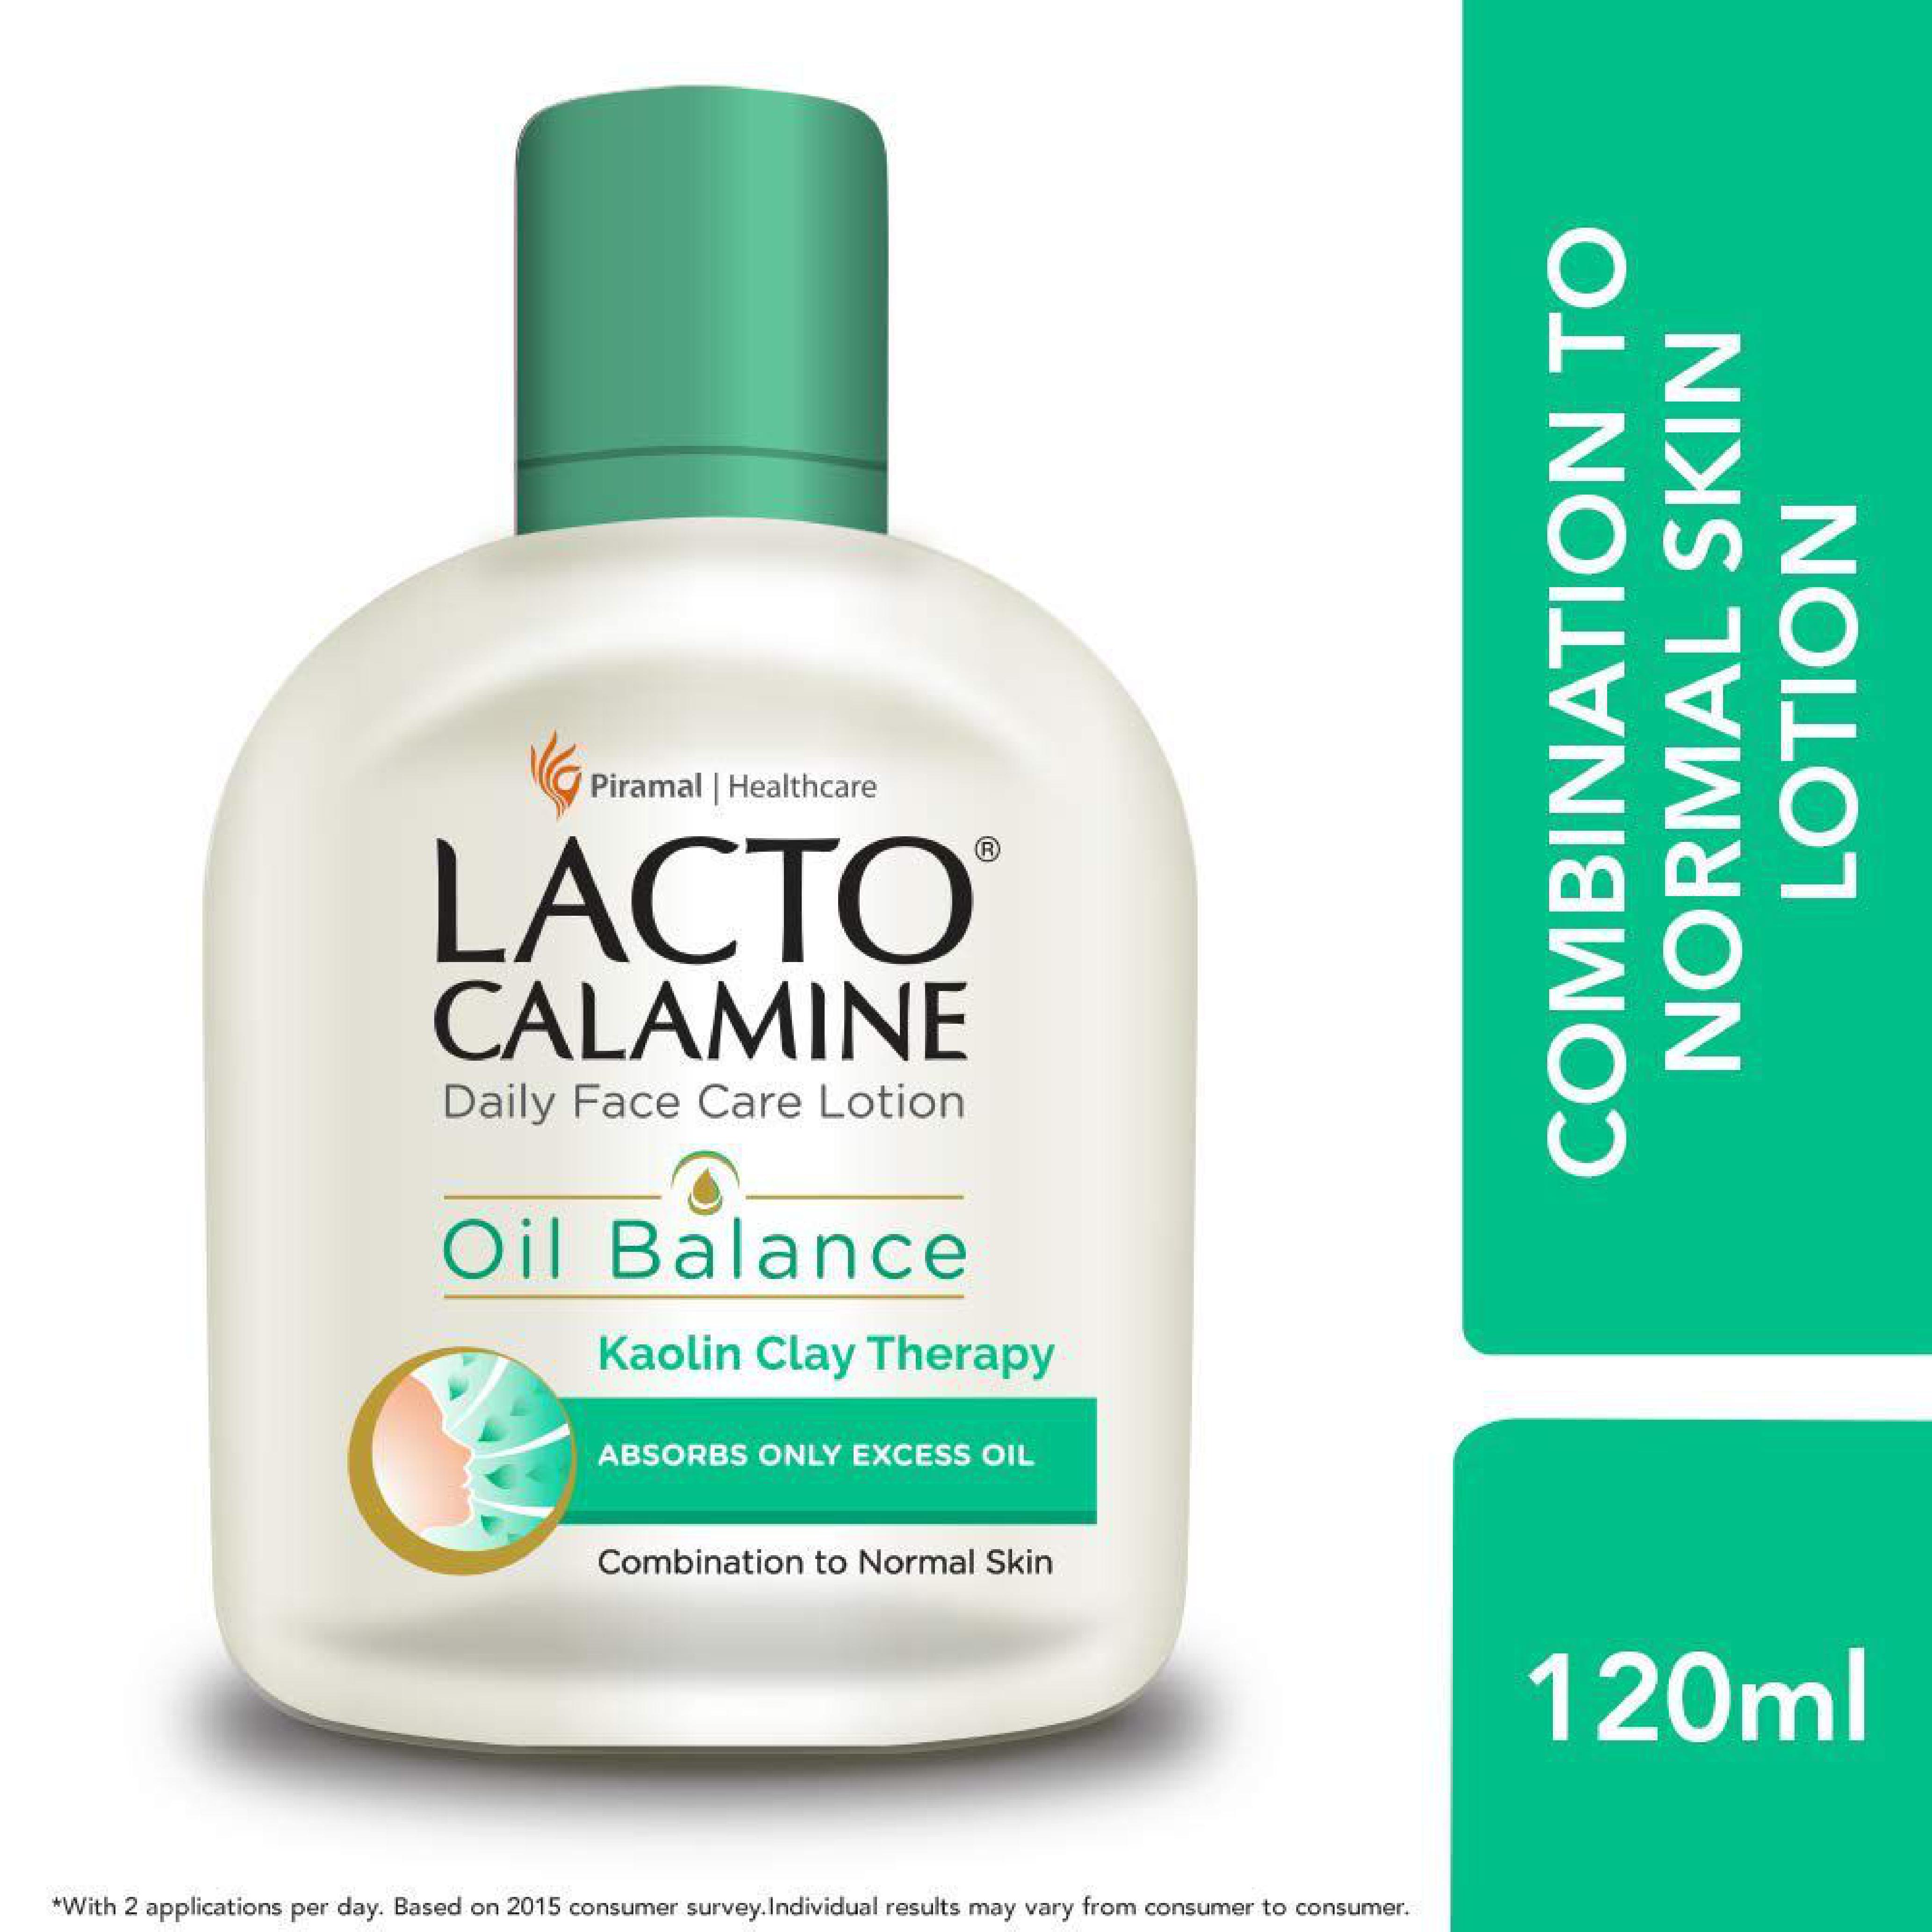 Piramal | Healthcare
LACTO®
CALAMINE
Daily Face Care Lotion
Oil Balance
Kaolin Clay Therapy
ABSORBS ONLY EXCESS OIL
Combination to Normal Skin
COMBINATION TO
NORMAL SKIN
LOTION
120ml
*With 2 applications per day. Based on 2015 consumer survey.Individual results may vary from consumer to consumer.